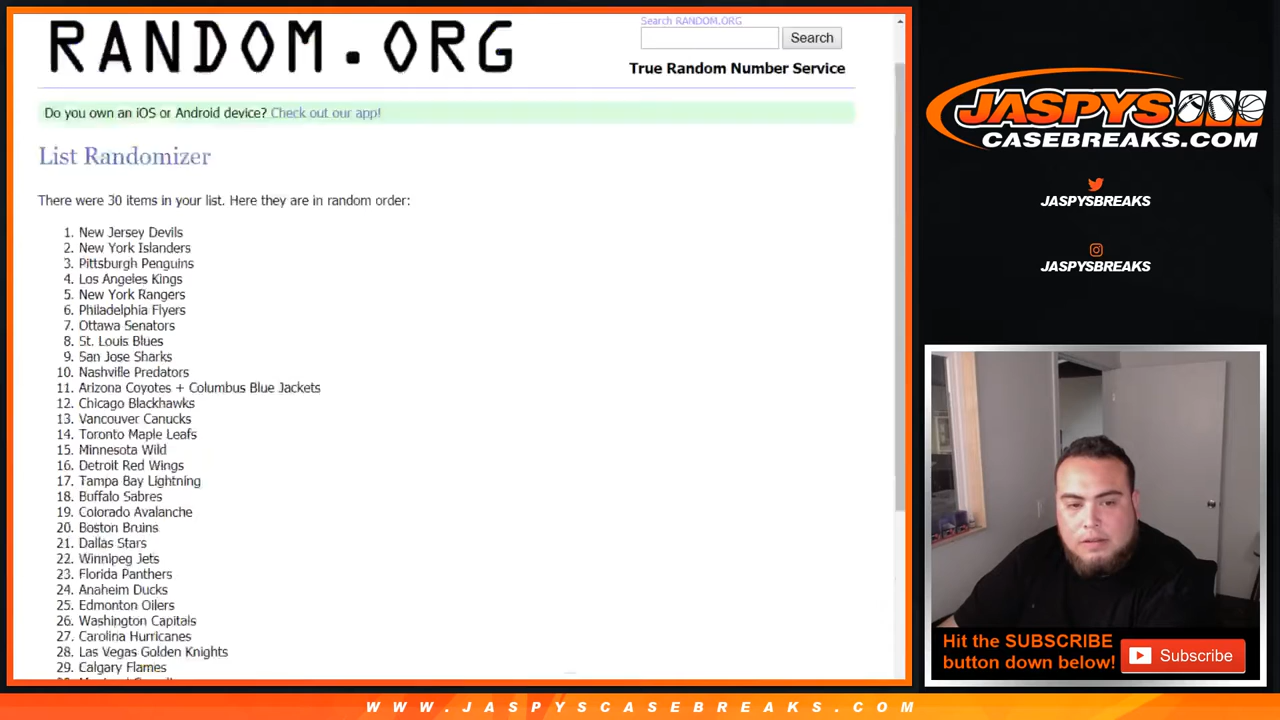 RANDOM.ORG
Search RANDOM.ORG
Search
True Random Number Service
Do you own an iOS or Android device? Check out our app!
List Randomizer
There were 30 items in your list. Here they are in random order:
1. New Jersey Devils
2. New York Islanders
3. Pittsburgh Penguins
4. Los Angeles Kings
5. New York Rangers
6. Philadelphia Flyers
7. Ottawa Senators
8. St. Louis Blues
9. San Jose Sharks
10. Nashville Predators
11. Arizona Coyotes + Columbus Blue Jackets
12. Chicago Blackhawks
13. Vancouver Canucks
14. Toronto Maple Leafs
15. Minnesota Wild
16. Detroit Red Wings
17. Tampa Bay Lightning
18. Buffalo Sabres
19. Colorado Avalanche
20. Boston Bruins
21. Dallas Stars
22. Winnipeg Jets
23. Florida Panthers
24. Anaheim Ducks
25. Edmonton Oilers
26. Washington Capitals
27. Carolina Hurricanes
28. Las Vegas Golden Knights
29. Calgary Flames
JASPYS
CASEBREAKS.COM
JASPYSBREAKS
JASPYSBREAKS
Hit the SUBSCRIBE
button down below!
Subscribe
WWW.JASPYSCASEBREAKS.COM